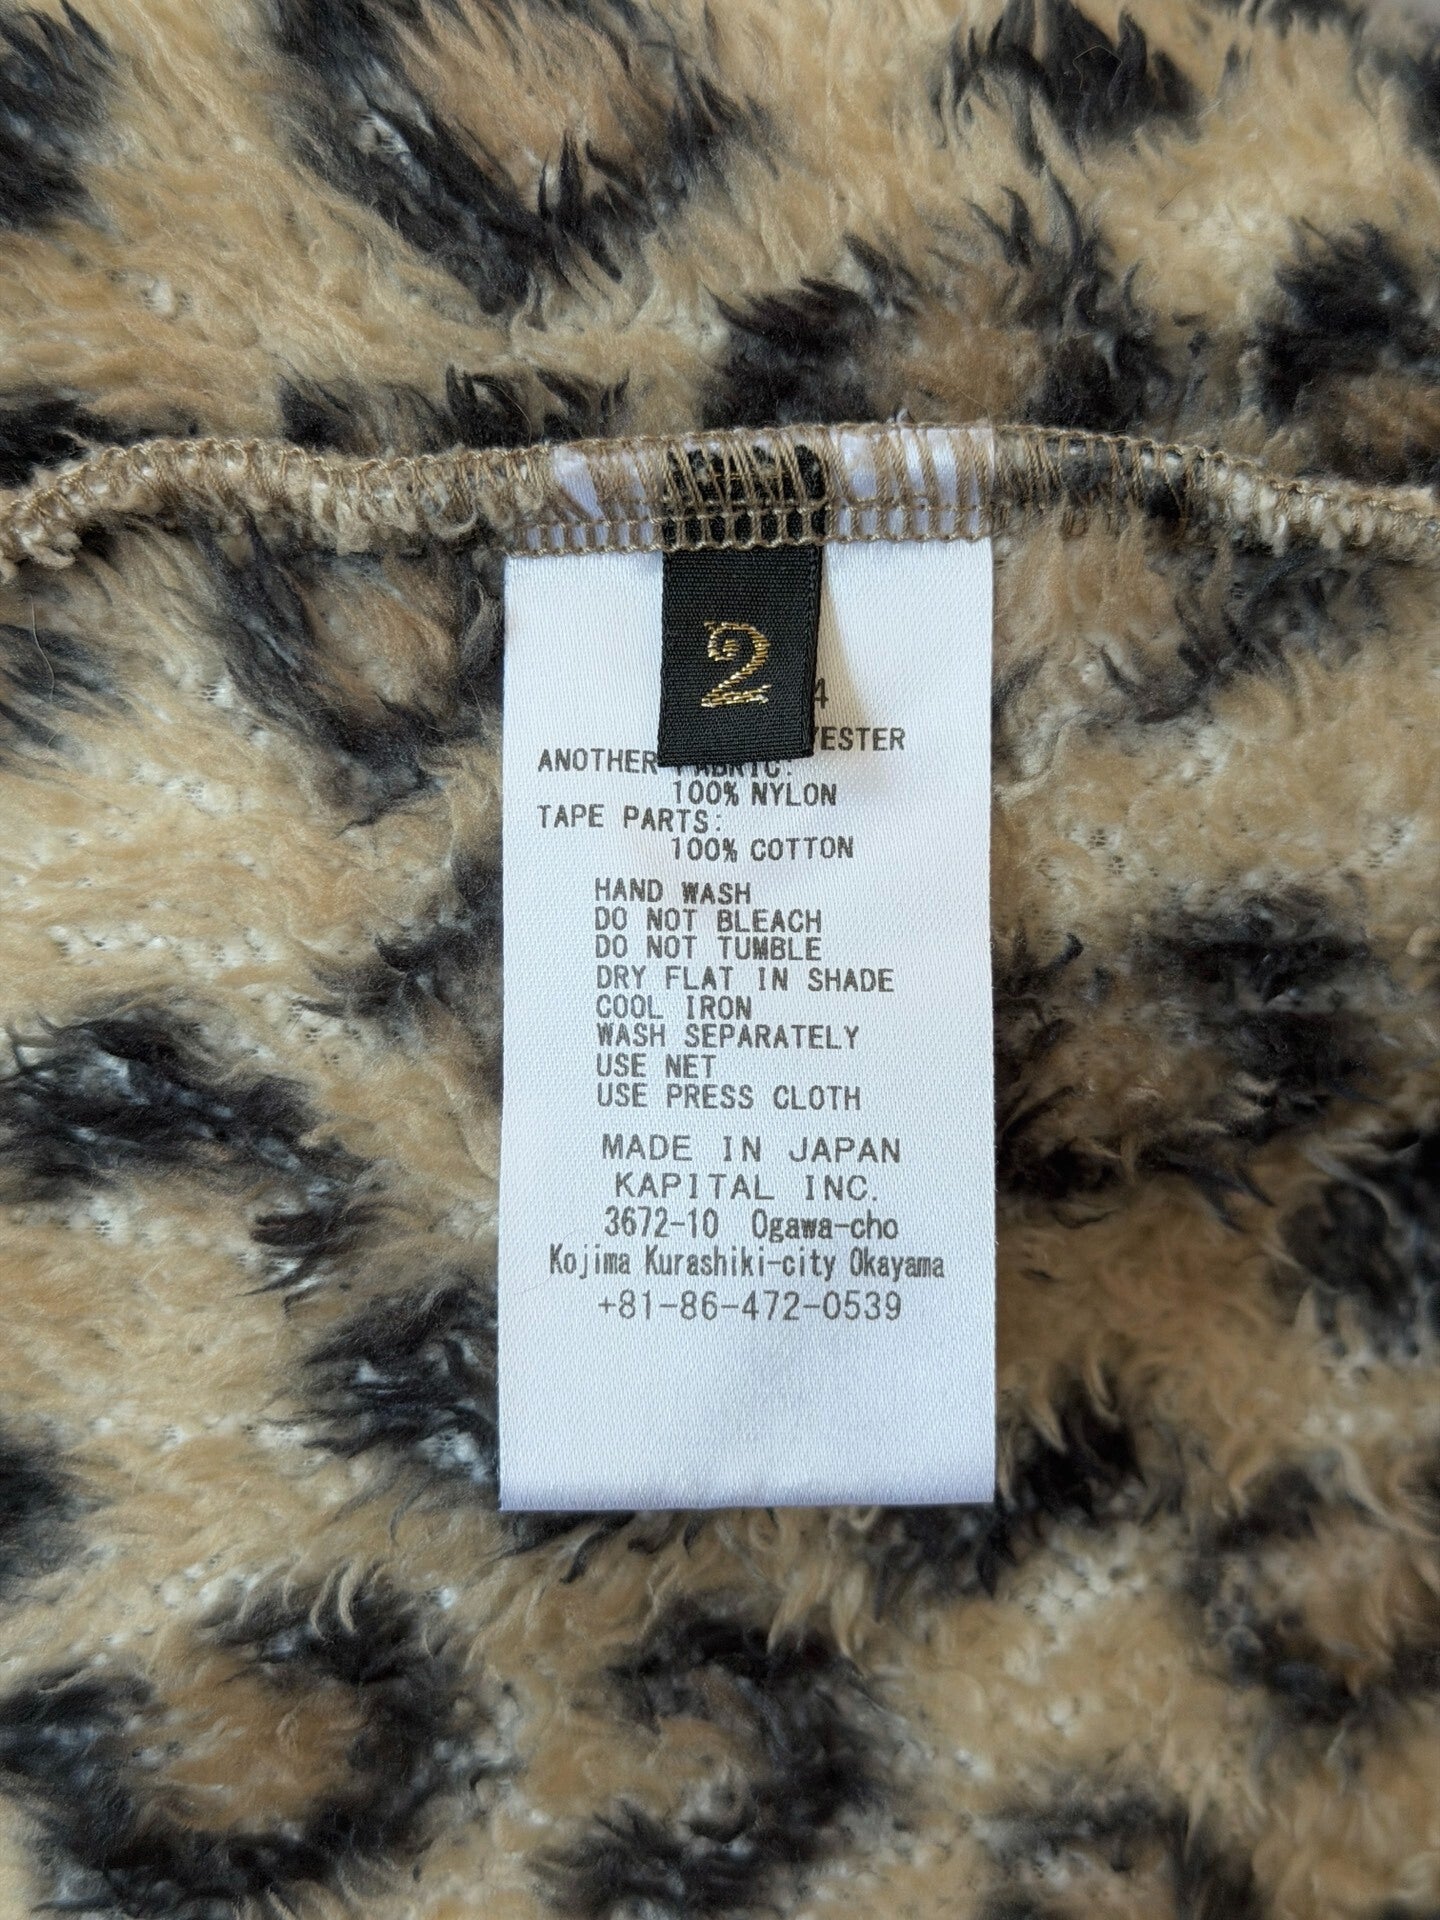 2
4
ANOTHER FABRIC:
100% NYLON
TAPE PARTS:
100% COTTON
HAND WASH
DO NOT BLEACH
DO NOT TUMBLE
DRY FLAT IN SHADE
COOL IRON
WASH SEPARATELY
USE NET
USE PRESS CLOTH
MADE IN JAPAN
KAPITAL INC.
3672-10 Ogawa-cho
Kojima Kurashiki-city Okayama
+81-86-472-0539